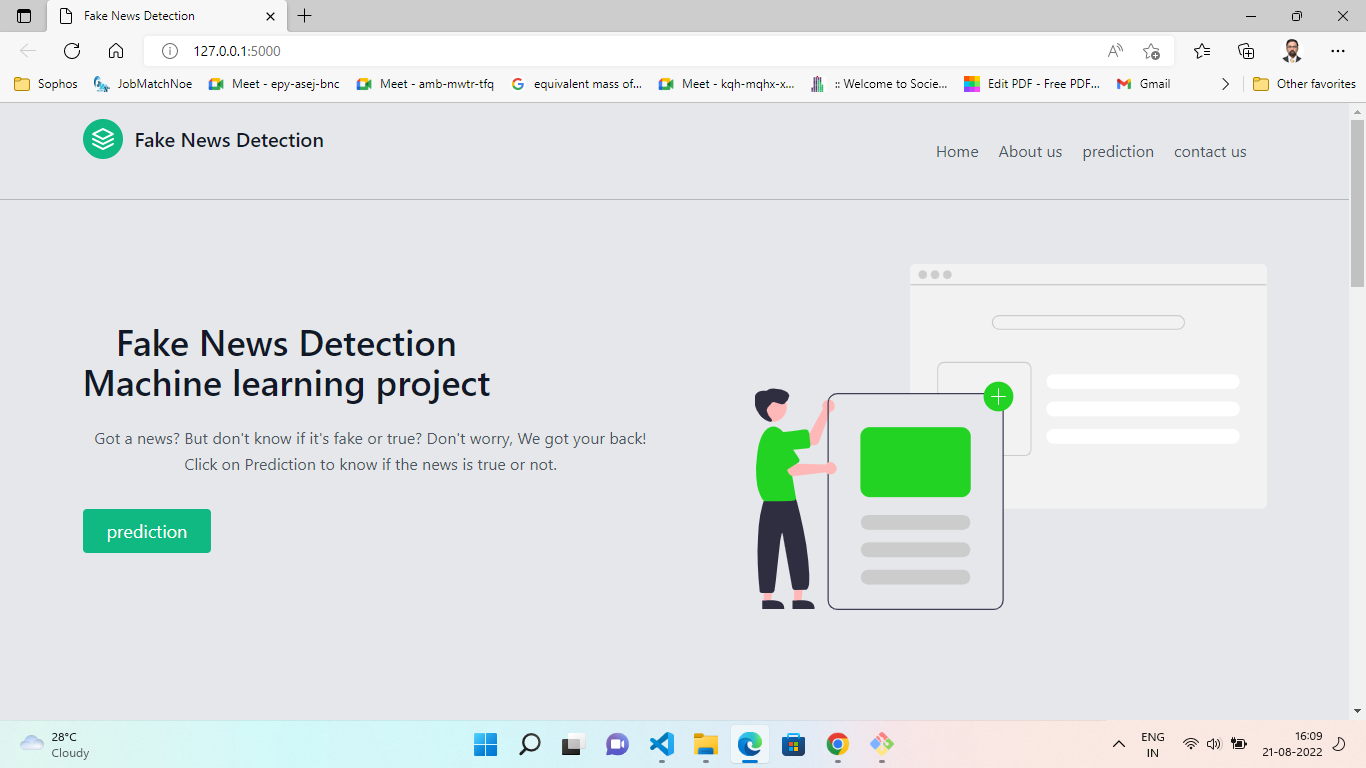 Fake News Detection
127.0.0.1:5000
Sophos
JobMatchNoe
Meet - epy-asej-bnc
Meet - amb-mwtr-tfq
equivalent mass of...
Meet - kqh-mqhx-x...
:: Welcome to Socie...
Edit PDF - Free PDF...
Gmail
Other favorites
Fake News Detection
Home
About us
prediction
contact us
Fake News Detection
Machine learning project
Got a news? But don't know if it's fake or true? Don't worry, We got your back!
Click on Prediction to know if the news is true or not.
prediction
28°C
Cloudy
ENG
IN
16:09
21-08-2022